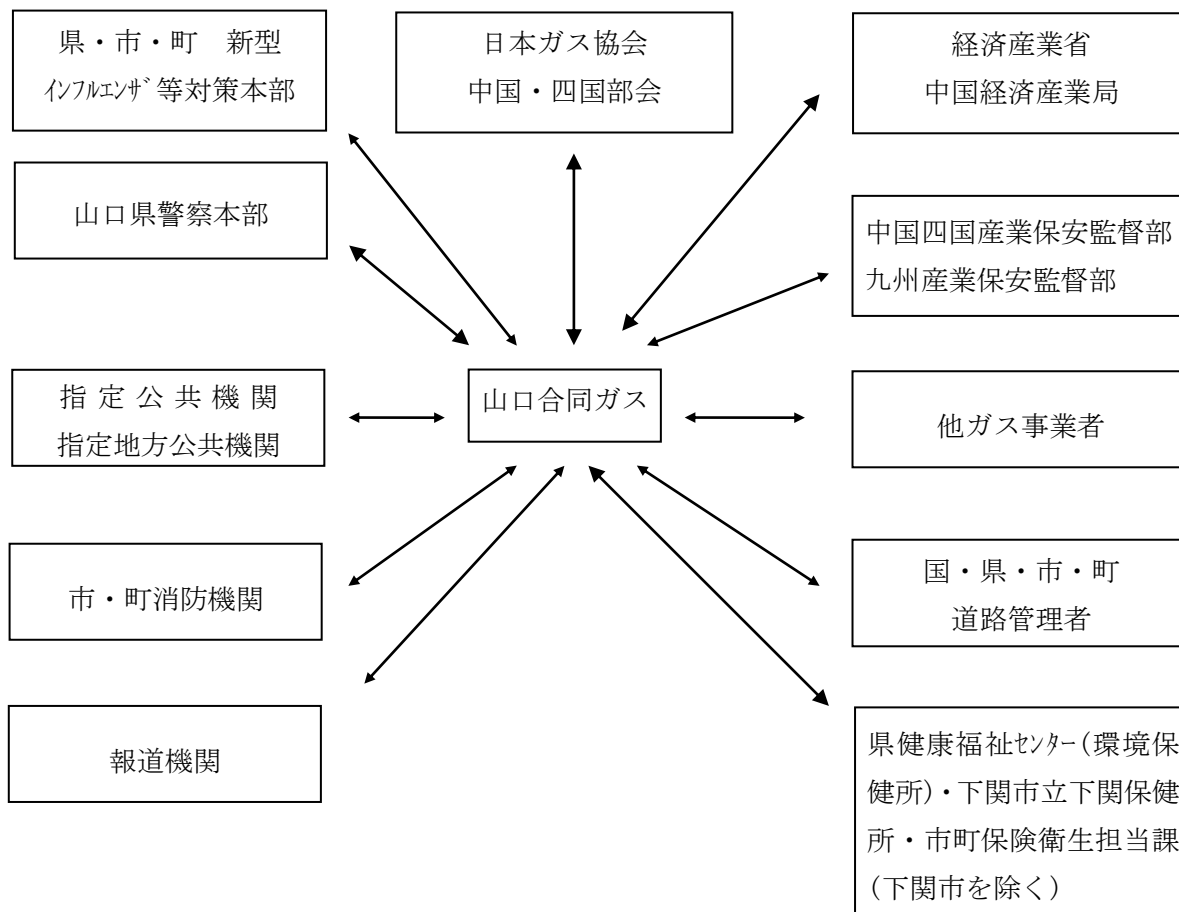 県・市・町　新型
ｲﾝﾌﾙｴﾝｻﾞ等対策本部
日本ガス協会
中国・四国部会
経済産業省
中国経済産業局
山口県警察本部
中国四国産業保安監督部
九州産業保安監督部
指 定 公 共 機 関
指定地方公共機関
山口合同ガス
他ガス事業者
市・町消防機関
国・県・市・町
道路管理者
報道機関
県健康福祉ｾﾝﾀｰ(環境保
健所)・下関市立下関保健
所・市町保険衛生担当課
(下関市を除く)